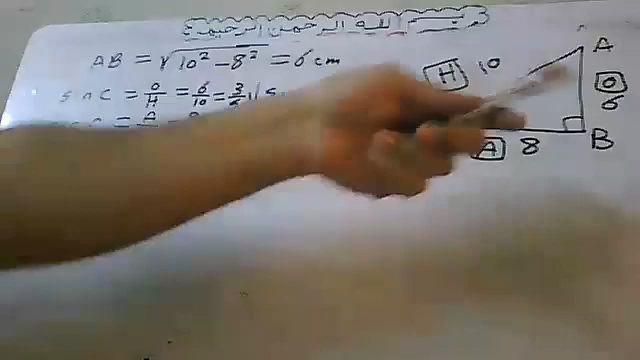 بسم الله الرحمن الرحيم
AB = √10² - 8² = 6 cm
sin C = O/H = 6/10 = 3/5
H 10
A
O
6
A 8
B